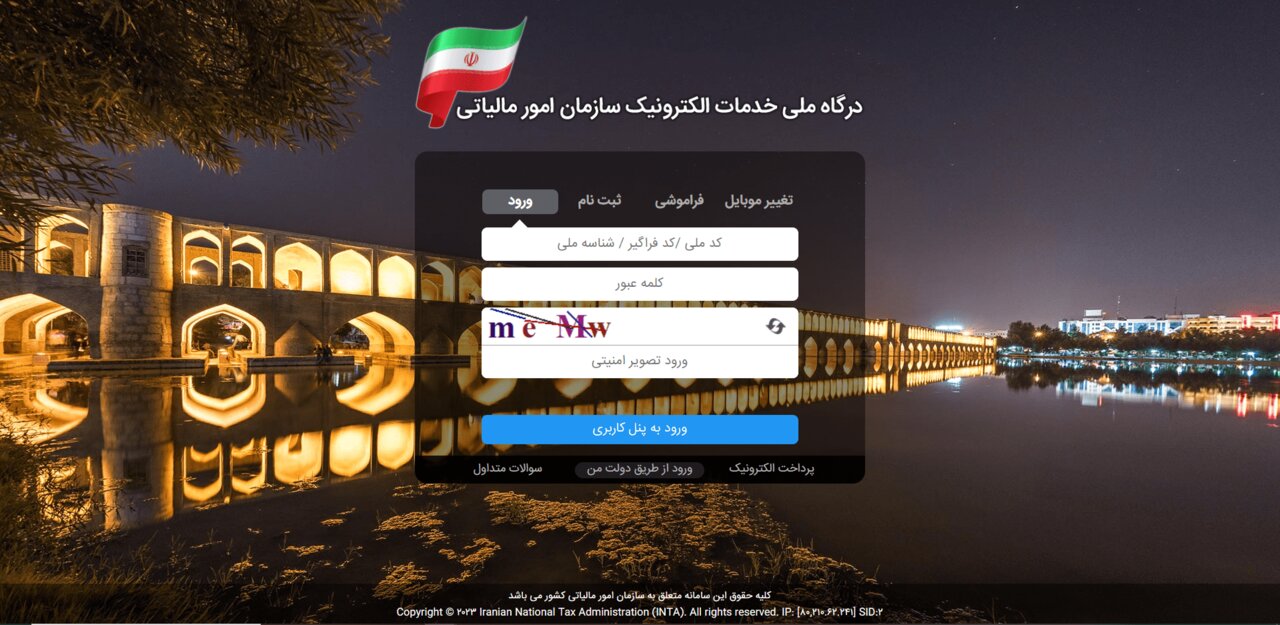 درگاه ملی خدمات الکترونیک سازمان امور مالیاتی
تغییر موبایل فراموشی ثبت نام ورود
کد ملی /کد فراگیر / شناسه ملی
کلمه عبور
m e M w
ورود تصویر امنیتی
ورود به پنل کاربری
پرداخت الکترونیک ورود از طریق دولت من سوالات متداول
کلیه حقوق این سامانه متعلق به سازمان امور مالیاتی کشور می باشد
Copyright © ۲۰۲۳ Iranian National Tax Administration (INTA). All rights reserved. IP: [۸۰,۲۱۰.۶۲,۲۴۱] SID:۲